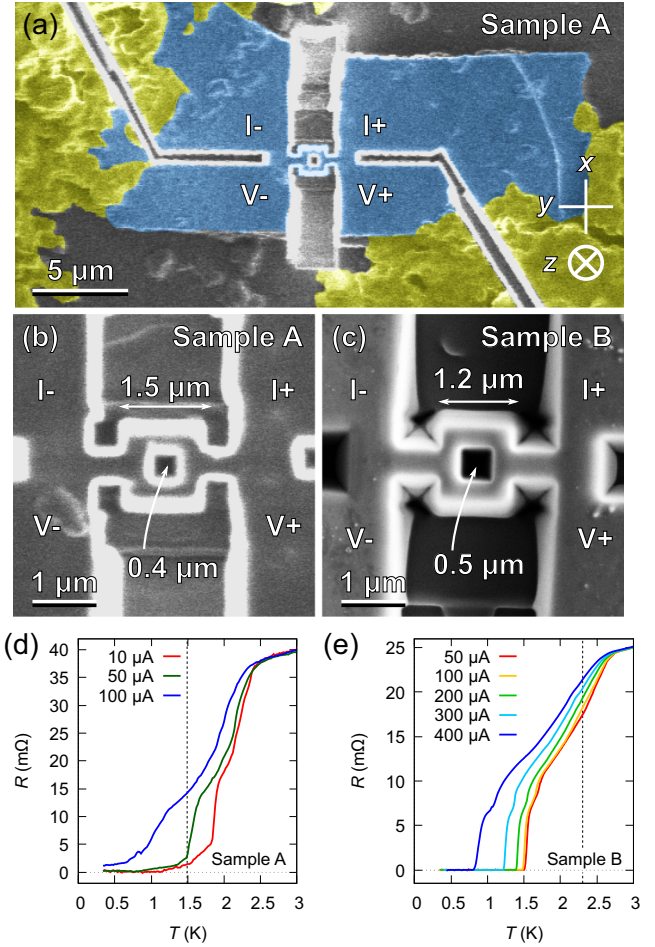 (a)
Sample A
I-
I+
V-
V+
x
y
z
5 μm
(b)
Sample A
I-
I+
1.5 μm
V-
V+
0.4 μm
1 μm
(c)
Sample B
I-
I+
1.2 μm
V-
V+
0.5 μm
1 μm
(d)
10 μA
50 μA
100 μA
R (mΩ)
40
35
30
25
20
15
10
5
0
Sample A
0 0.5 1 1.5 2 2.5 3
T (K)
(e)
50 μA
100 μA
200 μA
300 μA
400 μA
R (mΩ)
25
20
15
10
5
0
Sample B
0 0.5 1 1.5 2 2.5 3
T (K)